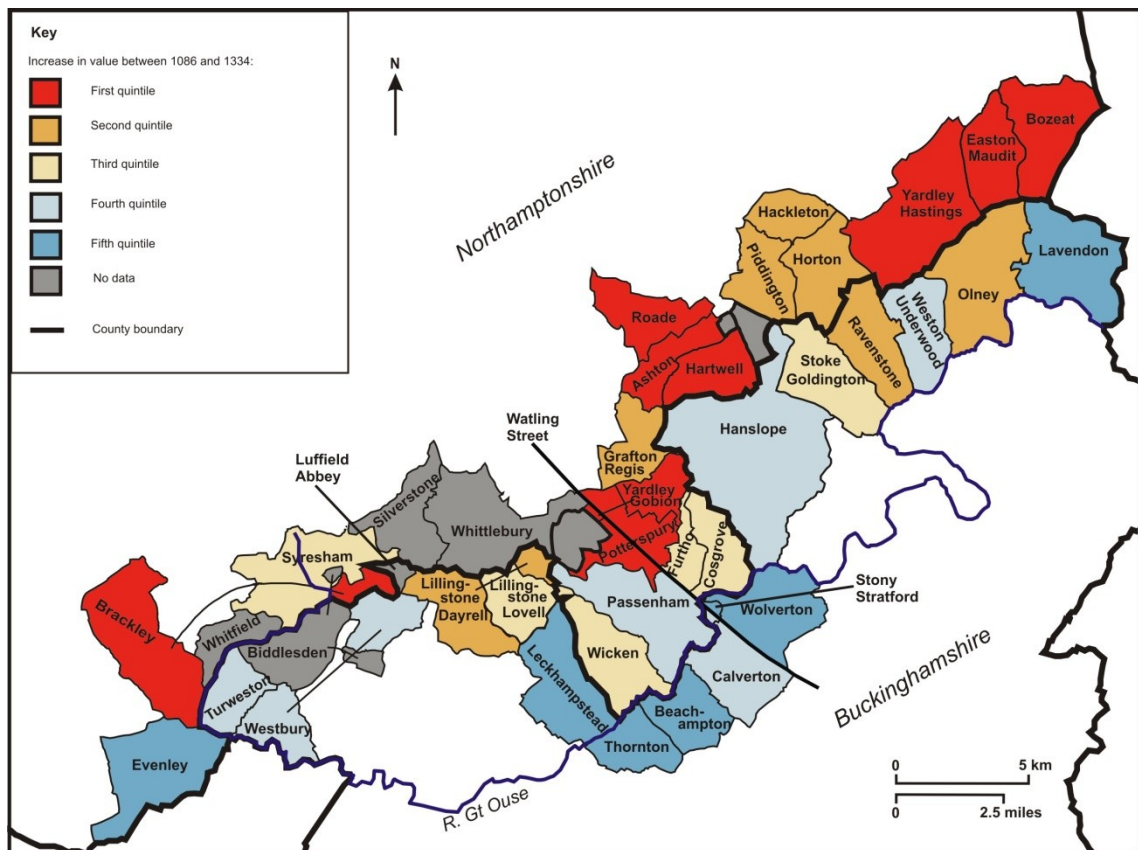 Key
Increase in value between 1086 and 1334:
First quintile
Second quintile
Third quintile
Fourth quintile
Fifth quintile
No data
County boundary
N
Northamptonshire
Bozeat
Easton
Maudit
Yardley
Hastings
Hackleton
Piddington
Horton
Lavendon
Olney
Weston
Underwood
Ravenstone
Stoke
Goldington
Roade
Ashton
Hartwell
Hanslope
Watling
Street
Grafton
Regis
Luffield
Abbey
Silverstone
Whittlebury
Yardley
Gobion
Potterspury
Furtho
Cosgrove
Syresham
Brackley
Whitfield
Biddlesden
Lilling-
stone
Dayrell
Lilling-
stone
Lovell
Passenham
Wolverton
Stony
Stratford
Wicken
Calverton
Turweston
Westbury
Leckhampstead
Beach-
ampton
Thornton
Evenley
Buckinghamshire
R. Gt Ouse
0 5 km
0 2.5 miles